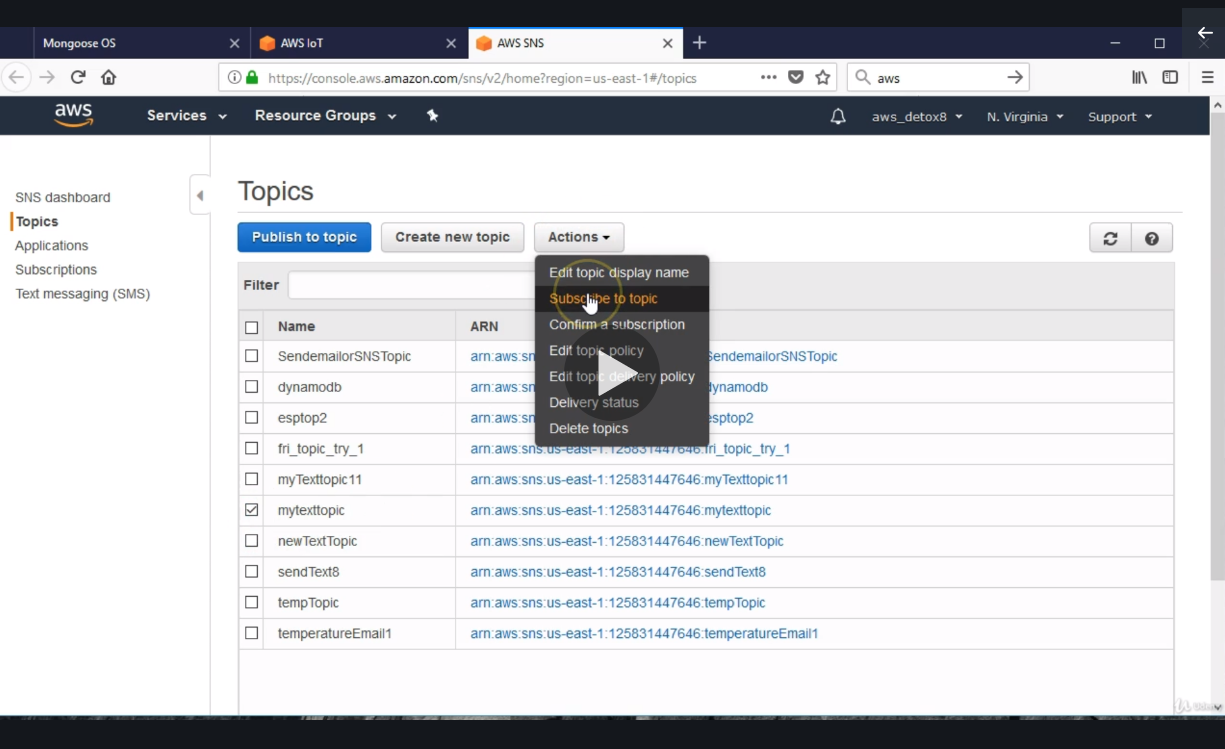 Mongoose OS
AWS IoT
AWS SNS
https://console.aws.amazon.com/sns/v2/home?region=us-east-1#/topics
aws
aws
Services
Resource Groups
aws_detox8
N. Virginia
Support
SNS dashboard
Topics
Applications
Subscriptions
Text messaging (SMS)
Topics
Publish to topic
Create new topic
Actions
Edit topic display name
Subscribe to topic
Confirm a subscription
Edit topic policy
Edit topic delivery policy
Delivery status
Delete topics
Filter
Name ARN
SendemailorSNSTopic arn:aws:sn SendemailorSNSTopic
dynamodb arn:aws:sn dynamodb
esptop2 arn:aws:sn esptop2
fri_topic_try_1 arn:aws:sns:us-east-1:125831447646:fri_topic_try_1
myTexttopic11 arn:aws:sns:us-east-1:125831447646:myTexttopic11
mytexttopic arn:aws:sns:us-east-1:125831447646:mytexttopic
newTextTopic arn:aws:sns:us-east-1:125831447646:newTextTopic
sendText8 arn:aws:sns:us-east-1:125831447646:sendText8
tempTopic arn:aws:sns:us-east-1:125831447646:tempTopic
temperatureEmail1 arn:aws:sns:us-east-1:125831447646:temperatureEmail1